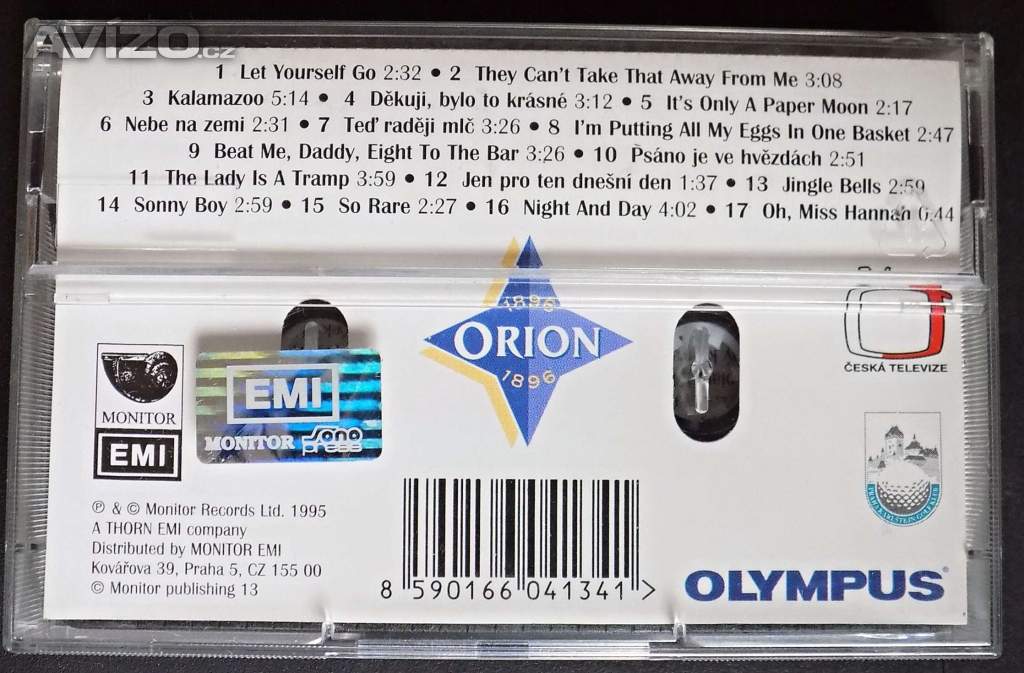 AVÍZO.cz
1 Let Yourself Go 2:32 • 2 They Can't Take That Away From Me 3:08
3 Kalamazoo 5:14 • 4 Děkuji, bylo to krásné 3:12 • 5 It's Only A Paper Moon 2:17
6 Nebe na zemi 2:31 • 7 Teď raději mlč 3:26 • 8 I'm Putting All My Eggs In One Basket 2:47
9 Beat Me, Daddy, Eight To The Bar 3:26 • 10 Psáno je ve hvězdách 2:51
11 The Lady Is A Tramp 3:59 • 12 Jen pro ten dnešní den 1:37 • 13 Jingle Bells 2:59
14 Sonny Boy 2:59 • 15 So Rare 2:27 • 16 Night And Day 4:02 • 17 Oh, Miss Hannah 0:44
1896
ORION
1896
ČESKÁ TELEVIZE
MONITOR
EMI
EMI
MONITOR sono press
℗ & © Monitor Records Ltd. 1995
A THORN EMI company
Distributed by MONITOR EMI
Kovářova 39, Praha 5, CZ 155 00
© Monitor publishing 13
8 590166 041341 >
OLYMPUS